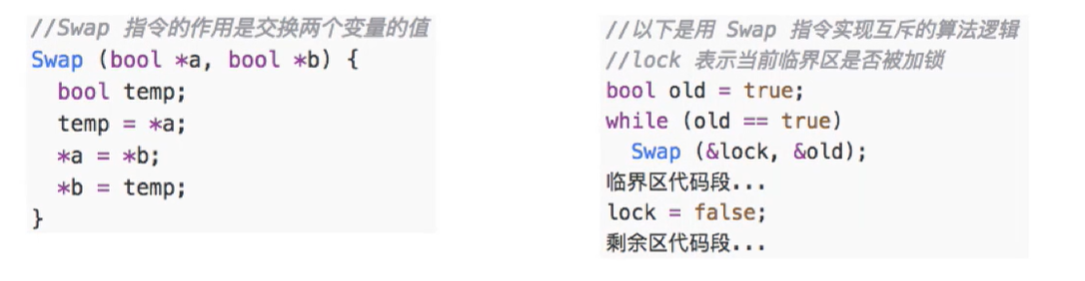 //Swap 指令的作用是交换两个变量的值
Swap (bool *a, bool *b) {
  bool temp;
  temp = *a;
  *a = *b;
  *b = temp;
}
//以下是用 Swap 指令实现互斥的算法逻辑
//lock 表示当前临界区是否被加锁
bool old = true;
while (old == true)
  Swap (&lock, &old);
临界区代码段...
lock = false;
剩余区代码段...